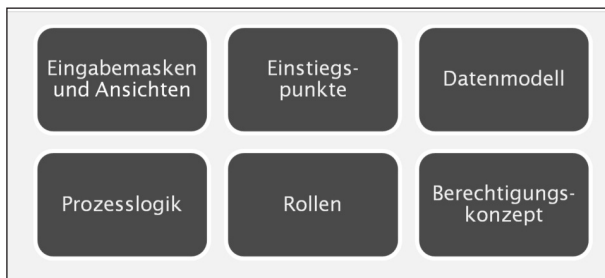 Eingabemasken
und Ansichten
Einstiegs-
punkte
Datenmodell
Prozesslogik
Rollen
Berechtigungs-
konzept